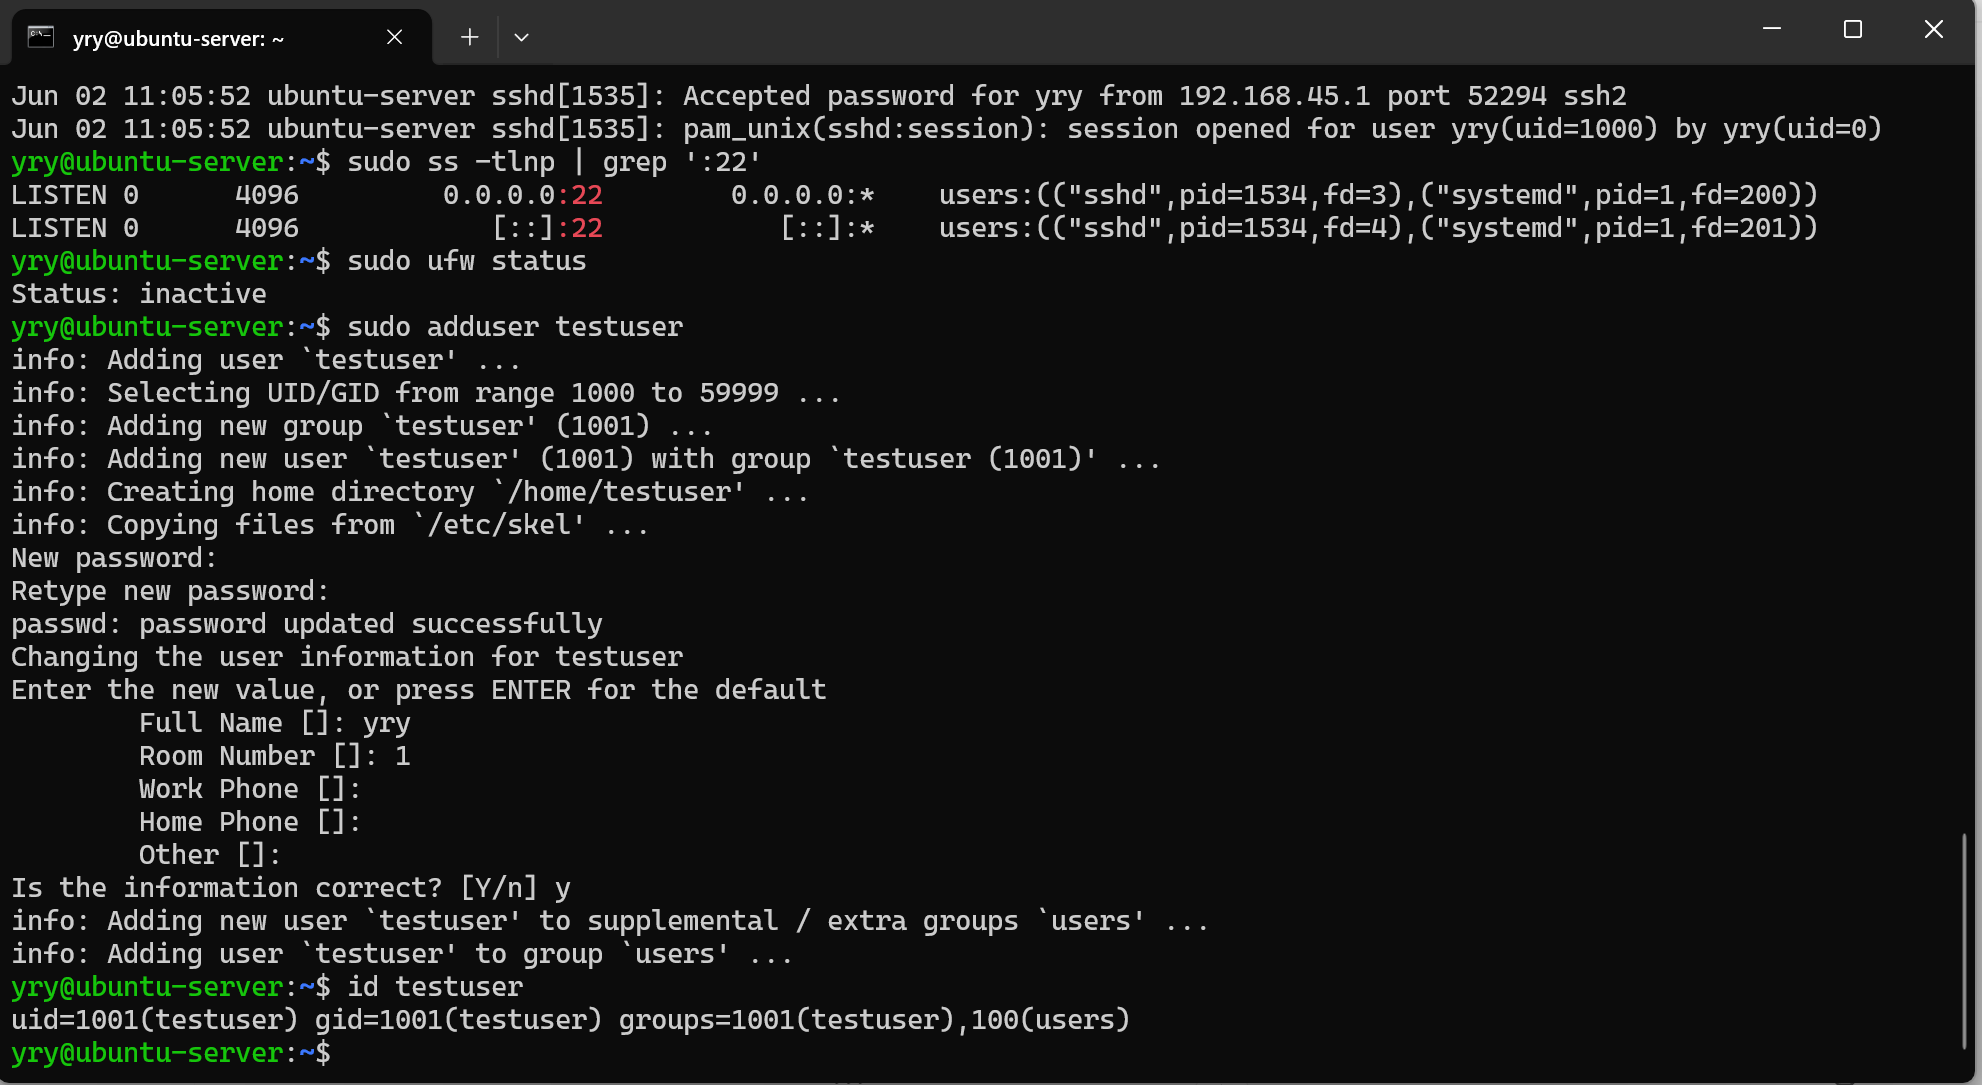 yry@ubuntu-server: ~
Jun 02 11:05:52 ubuntu-server sshd[1535]: Accepted password for yry from 192.168.45.1 port 52294 ssh2
Jun 02 11:05:52 ubuntu-server sshd[1535]: pam_unix(sshd:session): session opened for user yry(uid=1000) by yry(uid=0)
yry@ubuntu-server:~$ sudo ss -tlnp | grep ':22'
LISTEN 0      4096         0.0.0.0:22        0.0.0.0:*    users:(("sshd",pid=1534,fd=3),("systemd",pid=1,fd=200))
LISTEN 0      4096            [::]:22           [::]:*    users:(("sshd",pid=1534,fd=4),("systemd",pid=1,fd=201))
yry@ubuntu-server:~$ sudo ufw status
Status: inactive
yry@ubuntu-server:~$ sudo adduser testuser
info: Adding user `testuser' ...
info: Selecting UID/GID from range 1000 to 59999 ...
info: Adding new group `testuser' (1001) ...
info: Adding new user `testuser' (1001) with group `testuser (1001)' ...
info: Creating home directory `/home/testuser' ...
info: Copying files from `/etc/skel' ...
New password:
Retype new password:
passwd: password updated successfully
Changing the user information for testuser
Enter the new value, or press ENTER for the default
        Full Name []: yry
        Room Number []: 1
        Work Phone []:
        Home Phone []:
        Other []:
Is the information correct? [Y/n] y
info: Adding new user `testuser' to supplemental / extra groups `users' ...
info: Adding user `testuser' to group `users' ...
yry@ubuntu-server:~$ id testuser
uid=1001(testuser) gid=1001(testuser) groups=1001(testuser),100(users)
yry@ubuntu-server:~$